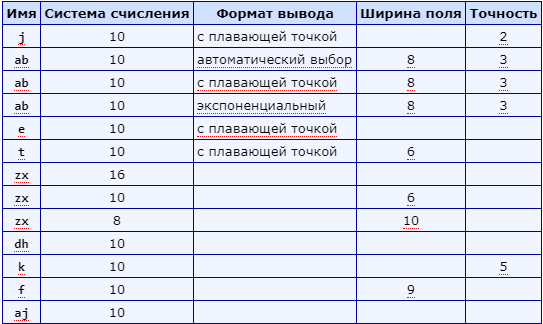 Имя Система счисления Формат вывода Ширина поля Точность
j 10 с плавающей точкой 2
ab 10 автоматический выбор 8 3
ab 10 с плавающей точкой 8 3
ab 10 экспоненциальный 8 3
e 10 с плавающей точкой
t 10 с плавающей точкой 6
zx 16
zx 10 6
zx 8 10
dh 10
k 10 5
f 10 9
aj 10